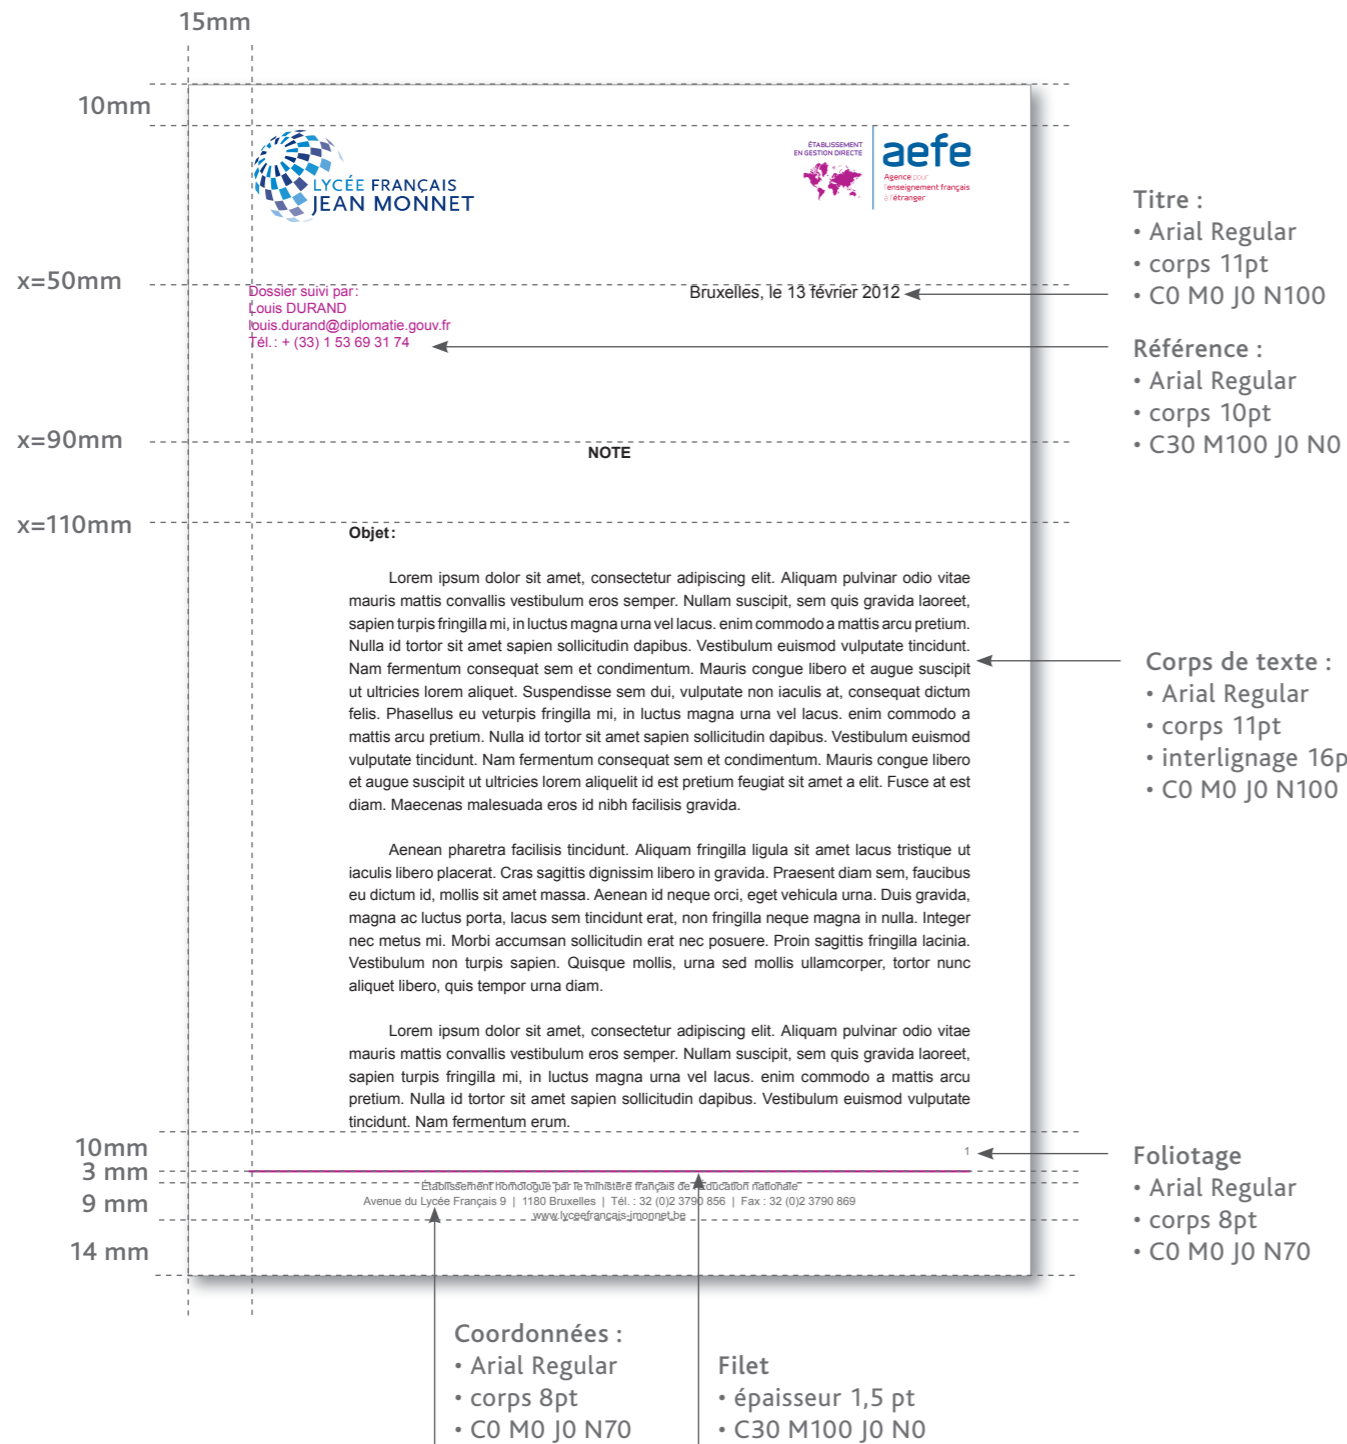 15mm
10mm
LYCÉE FRANÇAIS
JEAN MONNET
ÉTABLISSEMENT
EN GESTION DIRECTE
aefe
Agence pour
l'enseignement français
à l'étranger
Titre :
• Arial Regular
• corps 11pt
• C0 M0 J0 N100
x=50mm
Dossier suivi par :
Louis DURAND
louis.durand@diplomatie.gouv.fr
Tél. : + (33) 1 53 69 31 74
Bruxelles, le 13 février 2012
Référence :
• Arial Regular
• corps 10pt
• C30 M100 J0 N0
x=90mm
NOTE
x=110mm
Objet :
Lorem ipsum dolor sit amet, consectetur adipiscing elit. Aliquam pulvinar odio vitae
mauris mattis convallis vestibulum eros semper. Nullam suscipit, sem quis gravida laoreet,
sapien turpis fringilla mi, in luctus magna urna vel lacus. enim commodo a mattis arcu pretium.
Nulla id tortor sit amet sapien sollicitudin dapibus. Vestibulum euismod vulputate tincidunt.
Nam fermentum consequat sem et condimentum. Mauris congue libero et augue suscipit
ut ultricies lorem aliquet. Suspendisse sem dui, vulputate non iaculis at, consequat dictum
felis. Phasellus eu veturpis fringilla mi, in luctus magna urna vel lacus. enim commodo a
mattis arcu pretium. Nulla id tortor sit amet sapien sollicitudin dapibus. Vestibulum euismod
vulputate tincidunt. Nam fermentum consequat sem et condimentum. Mauris congue libero
et augue suscipit ut ultricies lorem aliquelit id est pretium feugiat sit amet a elit. Fusce at est
diam. Maecenas malesuada eros id nibh facilisis gravida.
Aenean pharetra facilisis tincidunt. Aliquam fringilla ligula sit amet lacus tristique ut
iaculis libero placerat. Cras sagittis dignissim libero in gravida. Praesent diam sem, faucibus
eu dictum id, mollis sit amet massa. Aenean id neque orci, eget vehicula urna. Duis gravida,
magna ac luctus porta, lacus sem tincidunt erat, non fringilla neque magna in nulla. Integer
nec metus mi. Morbi accumsan sollicitudin erat nec posuere. Proin sagittis fringilla lacinia.
Vestibulum non turpis sapien. Quisque mollis, urna sed mollis ullamcorper, tortor nunc
aliquet libero, quis tempor urna diam.
Lorem ipsum dolor sit amet, consectetur adipiscing elit. Aliquam pulvinar odio vitae
mauris mattis convallis vestibulum eros semper. Nullam suscipit, sem quis gravida laoreet,
sapien turpis fringilla mi, in luctus magna urna vel lacus. enim commodo a mattis arcu
pretium. Nulla id tortor sit amet sapien sollicitudin dapibus. Vestibulum euismod vulputate
tincidunt. Nam fermentum erum.
Corps de texte :
• Arial Regular
• corps 11pt
• interlignage 16p
• C0 M0 J0 N100
10mm
3 mm
9 mm
14 mm
1
Établissement homologué par le ministère français de l'Éducation nationale
Avenue du Lycée Français 9 | 1180 Bruxelles | Tél. : 32 (0)2 3790 856 | Fax : 32 (0)2 3790 869
www.lyceefrançais-jmonnet.be
Foliotage
• Arial Regular
• corps 8pt
• C0 M0 J0 N70
Coordonnées :
• Arial Regular
• corps 8pt
• C0 M0 J0 N70
Filet
• épaisseur 1,5 pt
• C30 M100 J0 N0